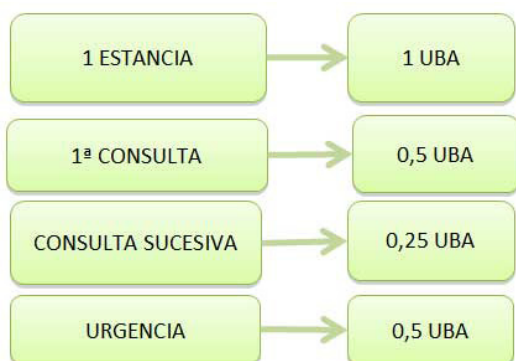 1 ESTANCIA
1 UBA
1ª CONSULTA
0,5 UBA
CONSULTA SUCESIVA
0,25 UBA
URGENCIA
0,5 UBA